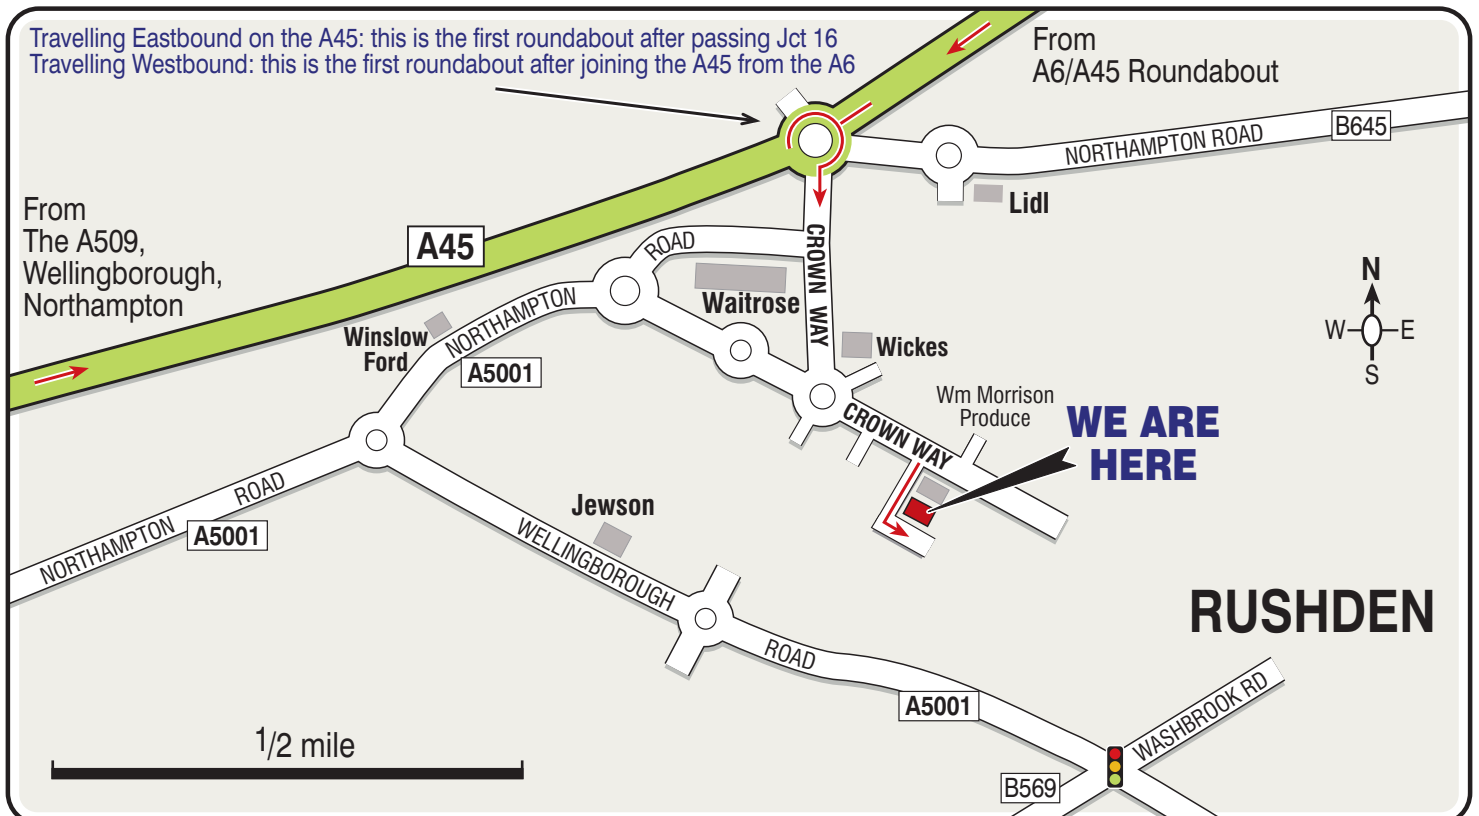 Travelling Eastbound on the A45: this is the first roundabout after passing Jct 16
Travelling Westbound: this is the first roundabout after joining the A45 from the A6
From
A6/A45 Roundabout
B645
NORTHAMPTON ROAD
Lidl
From
The A509,
Wellingborough,
Northampton
A45
ROAD
CROWN WAY
Waitrose
N
W E
S
Winslow
Ford
NORTHAMPTON
A5001
Wickes
Wm Morrison
Produce
CROWN WAY
WE ARE
HERE
NORTHAMPTON ROAD
A5001
Jewson
WELLINGBOROUGH
ROAD
RUSHDEN
A5001
WASHBROOK RD
B569
1/2 mile